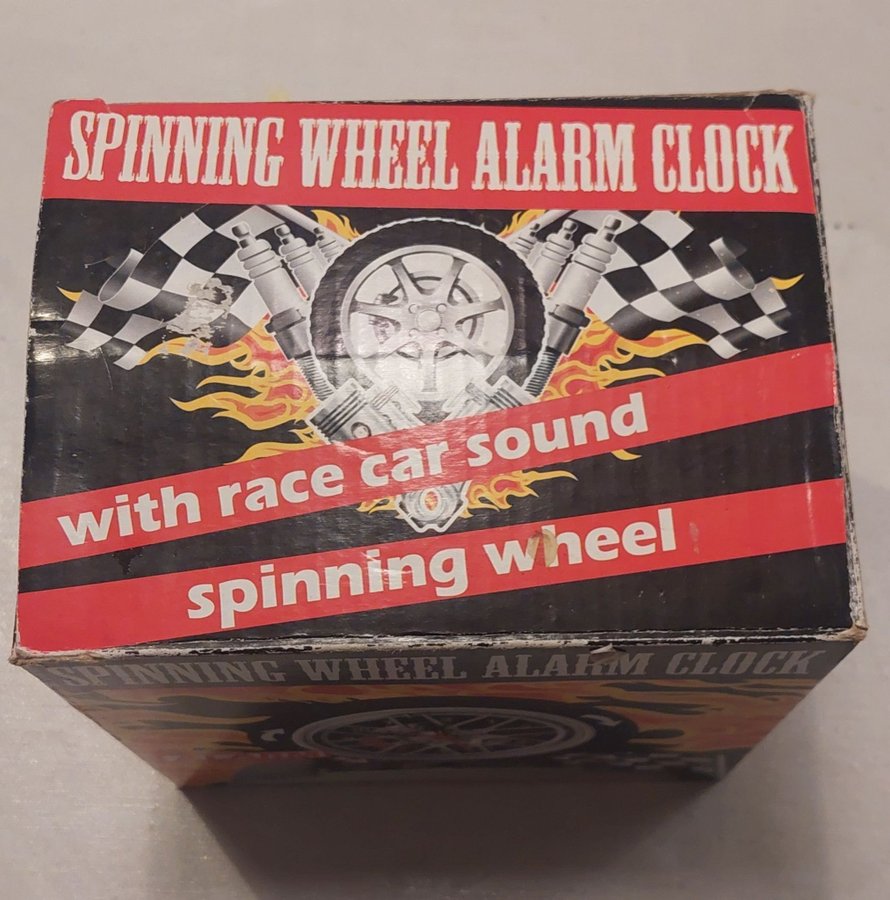 SPINNING WHEEL ALARM CLOCK
with race car sound
spinning wheel
SPINNING WHEEL ALARM CLOCK